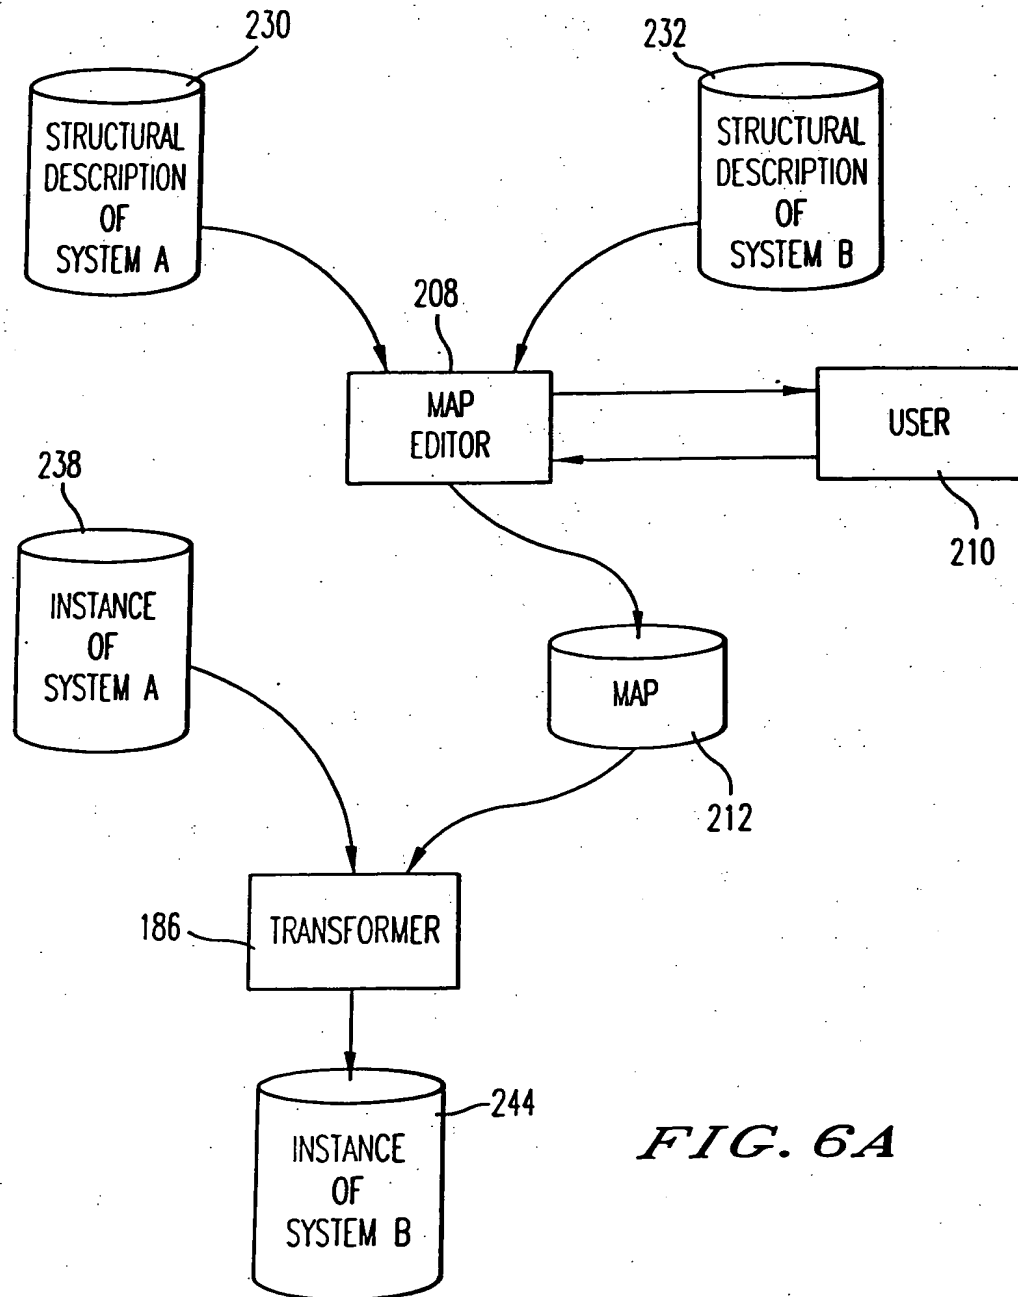 230
232
STRUCTURAL
DESCRIPTION
OF
SYSTEM A
STRUCTURAL
DESCRIPTION
OF
SYSTEM B
208
MAP
EDITOR
USER
210
238
INSTANCE
OF
SYSTEM A
MAP
212
186
TRANSFORMER
244
INSTANCE
OF
SYSTEM B
FIG. 6A